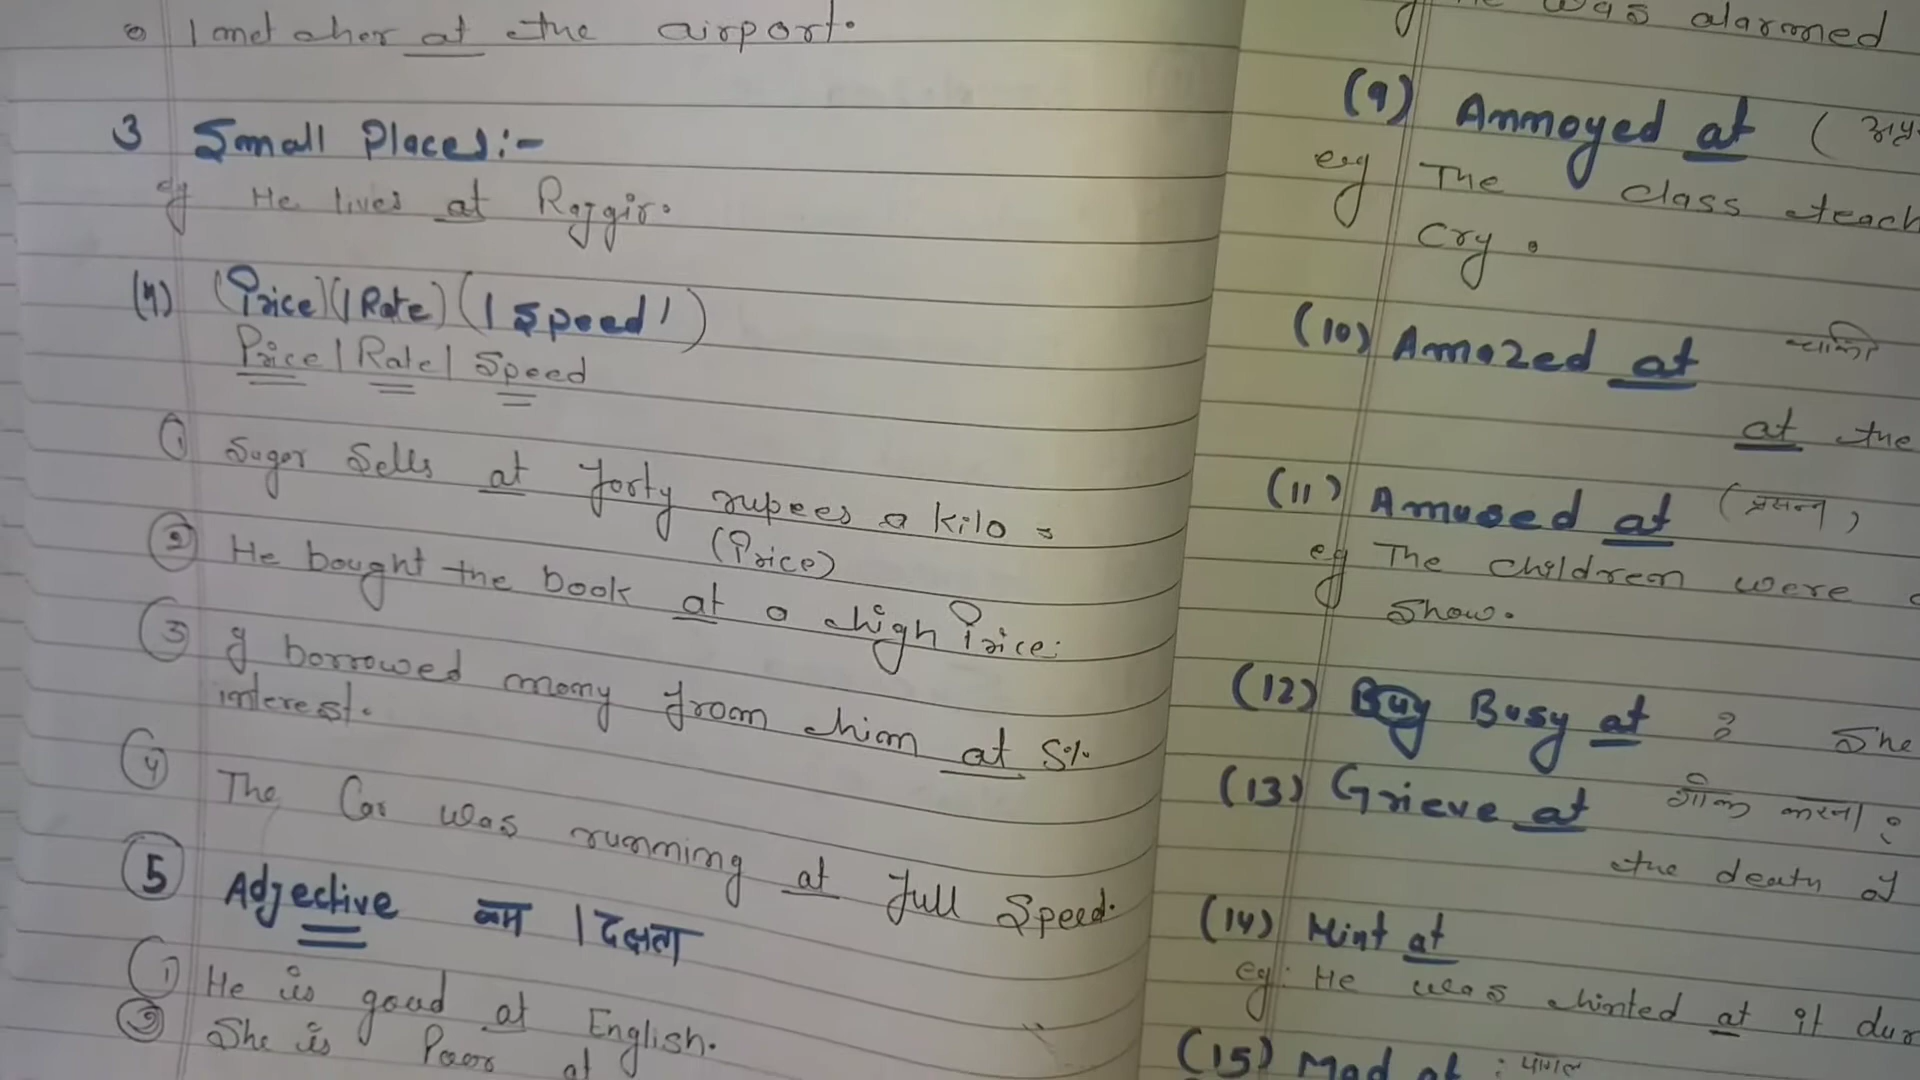 I met her at the airport.
3 Small Places:-
eg He lives at Rajgir.
(4) (Price) (| Rate) (| Speed |)
Price | Rate | Speed
① Sugar Sells at forty rupees a kilo
(Price)
② He bought the book at a high Price.
③ I borrowed mony from him at 5%
interest.
④ The Car was running at full Speed.
⑤ Adjective |दक्षता
① He is good at English.
② She is Poor at
was alarmed
(9) Annoyed at (
eg The class teach
Cry.
(10) Amazed at
at the
(11) Amused at (प्रसन्न)
eg The children were
Show.
(12) Busy at : She
(13) Grieve at शोक करना :
the death of
(14) Hint at
eg: He was hinted at it dur
(15) Mad at : पागल